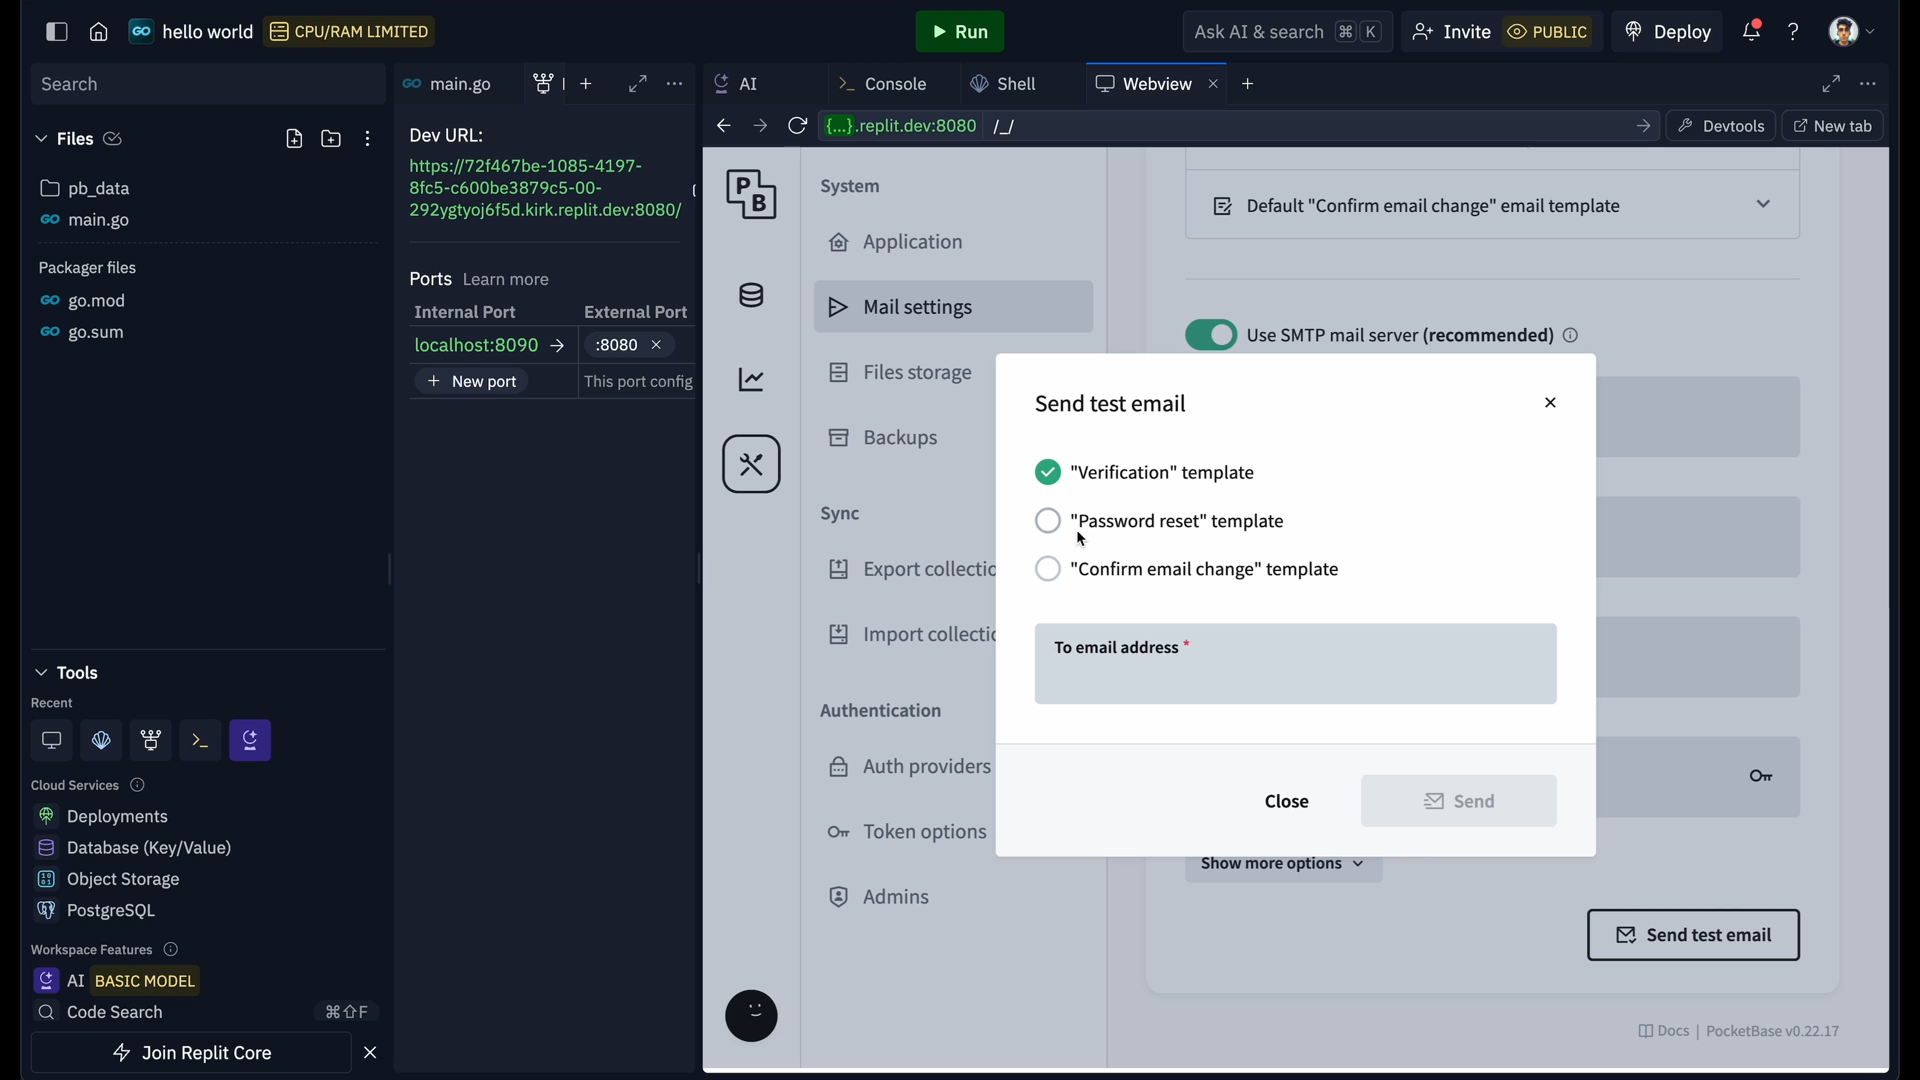 hello world
CPU/RAM LIMITED
Run
Ask AI & search ⌘ K
Invite
PUBLIC
Deploy
Search
main.go
AI
Console
Shell
Webview
Files
{...}.replit.dev:8080 /_/
Devtools
New tab
pb_data
main.go
Packager files
go.mod
go.sum
Dev URL:
https://72f467be-1085-4197-
8fc5-c600be3879c5-00-
292ygtyoj6f5d.kirk.replit.dev:8080/
Ports Learn more
Internal Port External Port
localhost:8090 → :8080
+ New port This port config
PB
System
Application
Mail settings
Files storage
Backups
Sync
Export collectio
Import collectio
Authentication
Auth providers
Token options
Admins
Default "Confirm email change" email template
Use SMTP mail server (recommended)
Send test email
"Verification" template
"Password reset" template
"Confirm email change" template
To email address *
Close
Send
Show more options
Send test email
Docs | PocketBase v0.22.17
Tools
Recent
Cloud Services
Deployments
Database (Key/Value)
Object Storage
PostgreSQL
Workspace Features
AI BASIC MODEL
Code Search ⌘⇧F
Join Replit Core